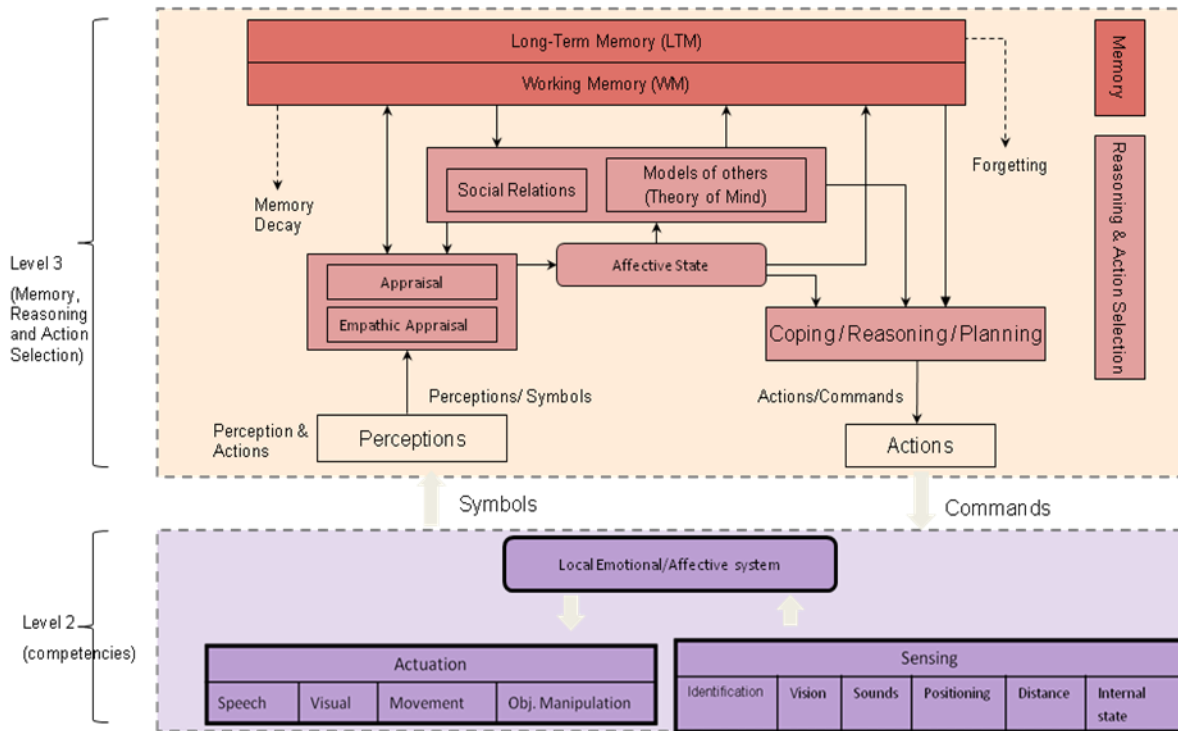 Long-Term Memory (LTM)
Working Memory (WM)
Memory
Reasoning & Action Selection
Forgetting
Memory
Decay
Social Relations
Models of others
(Theory of Mind)
Level 3
(Memory,
Reasoning
and Action
Selection)
Affective State
Appraisal
Empathic Appraisal
Coping/Reasoning/Planning
Perceptions/ Symbols
Actions/Commands
Perception &
Actions
Perceptions
Actions
Symbols
Commands
Level 2
(competencies)
Local Emotional/Affective system
Actuation
Speech Visual Movement Obj. Manipulation
Sensing
Identification Vision Sounds Positioning Distance Internal
state